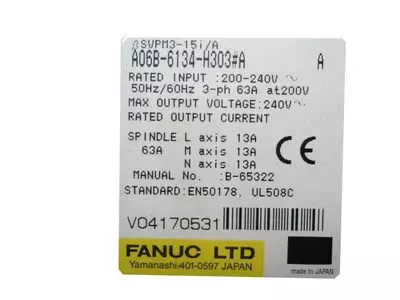 βSVPM3-15i/A
A06B-6134-H303#A A
RATED INPUT :200-240V ~
50Hz/60Hz 3-ph 63A at200V
MAX OUTPUT VOLTAGE:240V~
RATED OUTPUT CURRENT
SPINDLE L axis 13A
63A M axis 13A
N axis 13A
CE
MANUAL No. :B-65322
STANDARD:EN50178, UL508C
V04170531
FANUC LTD
Yamanashi 401-0597 JAPAN
made in JAPAN